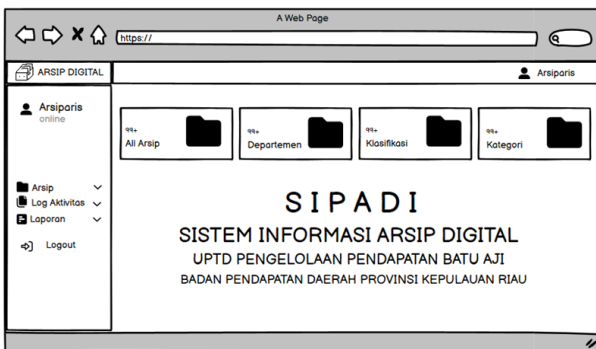 A Web Page
https://
ARSIP DIGITAL
Arsiparis
Arsiparis
online
99+
All Arsip
99+
Departemen
99+
Klasifikasi
99+
Kategori
Arsip
Log Aktivitas
Laporan
Logout
SIPADI
SISTEM INFORMASI ARSIP DIGITAL
UPTD PENGELOLAAN PENDAPATAN BATU AJI
BADAN PENDAPATAN DAERAH PROVINSI KEPULAUAN RIAU